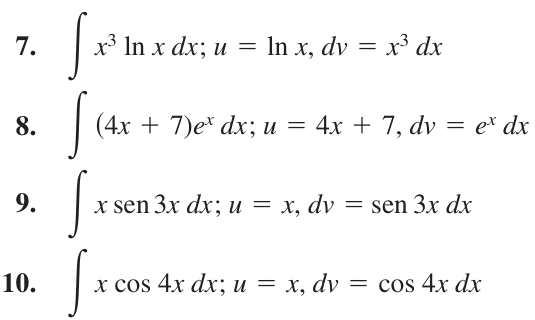 7. ∫ x³ ln x dx; u = ln x, dv = x³ dx
8. ∫ (4x + 7)eˣ dx; u = 4x + 7, dv = eˣ dx
9. ∫ x sen 3x dx; u = x, dv = sen 3x dx
10. ∫ x cos 4x dx; u = x, dv = cos 4x dx